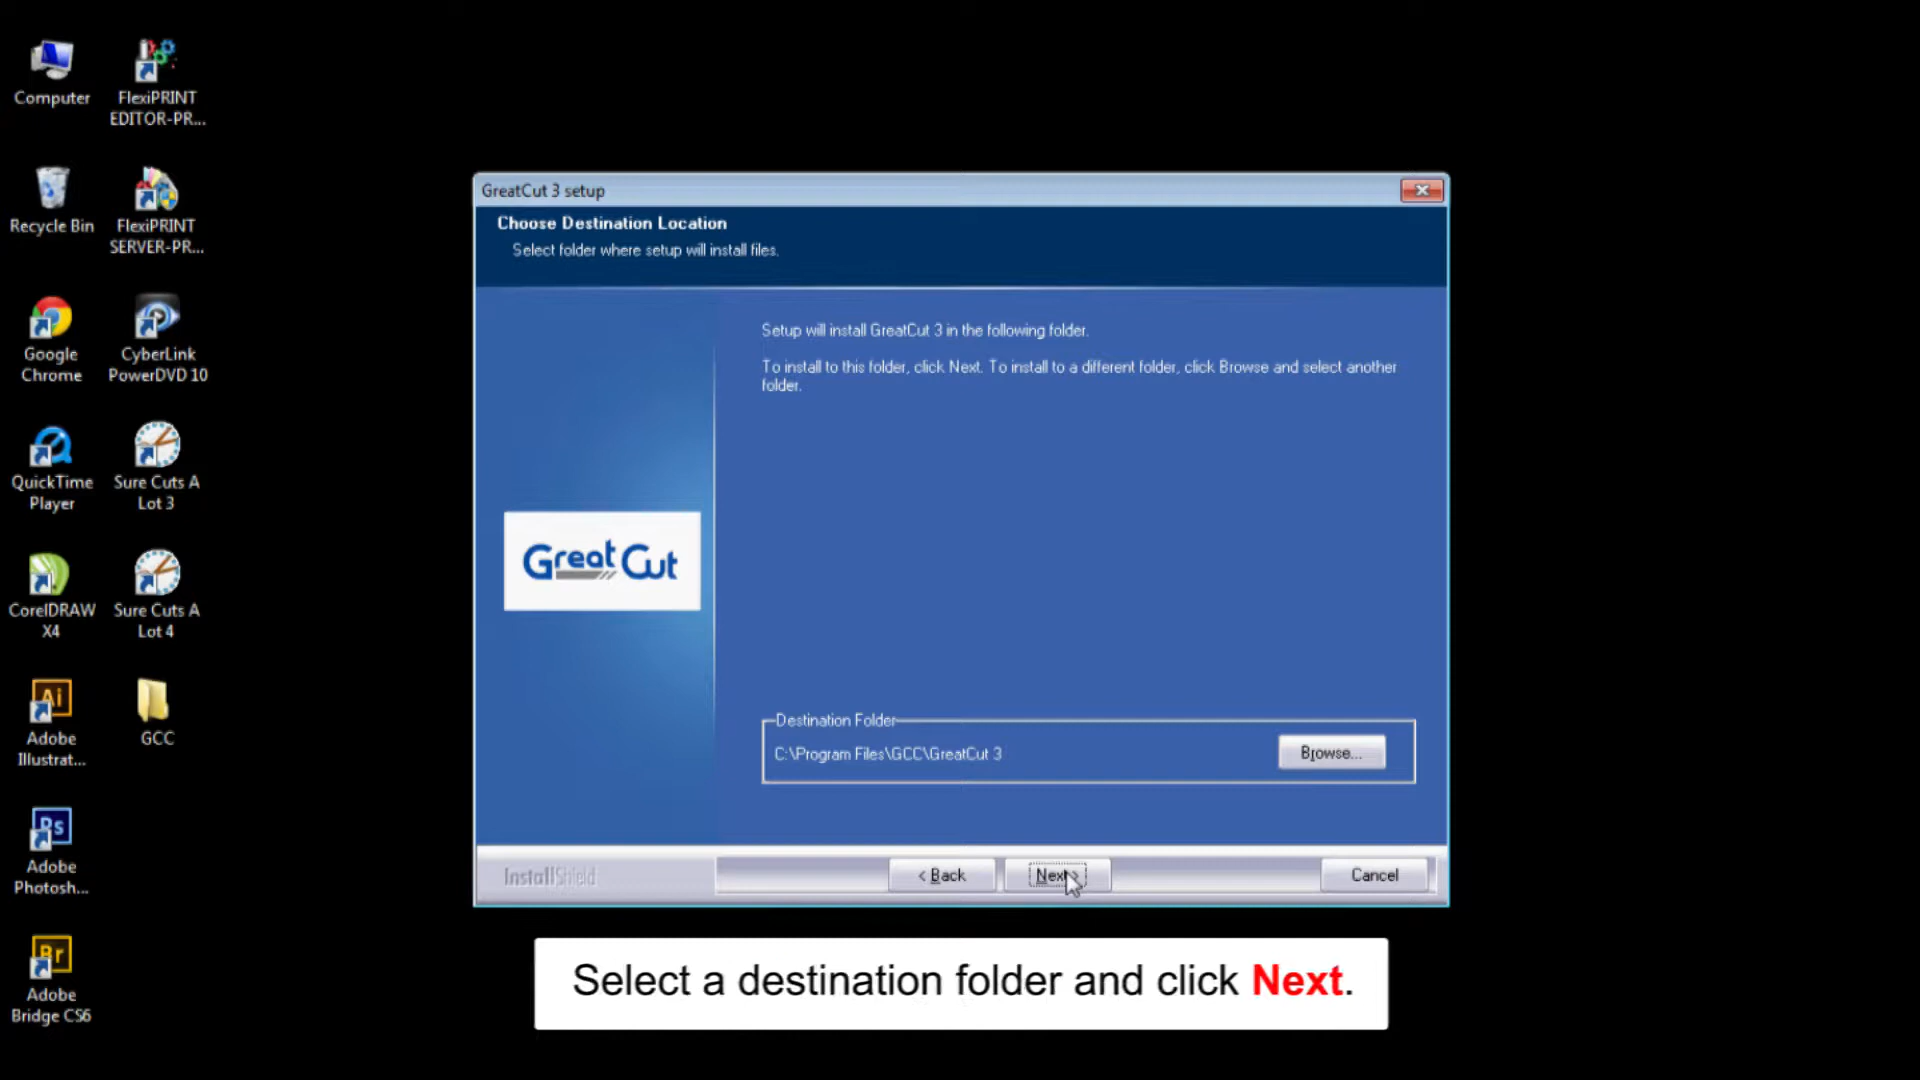 Computer
FlexiPRINT
EDITOR-PR...
Recycle Bin
FlexiPRINT
SERVER-PR...
Google
Chrome
CyberLink
PowerDVD 10
QuickTime
Player
Sure Cuts A
Lot 3
CorelDRAW
X4
Sure Cuts A
Lot 4
Ai
Adobe
Illustrat...
GCC
Ps
Adobe
Photosh...
Br
Adobe
Bridge CS6
GreatCut 3 setup
Choose Destination Location
Select folder where setup will install files.
Setup will install GreatCut 3 in the following folder.
To install to this folder, click Next. To install to a different folder, click Browse and select another
folder.
Great Cut
Destination Folder
C:\Program Files\GCC\GreatCut 3
Browse...
InstallShield
< Back
Next >
Cancel
Select a destination folder and click Next.